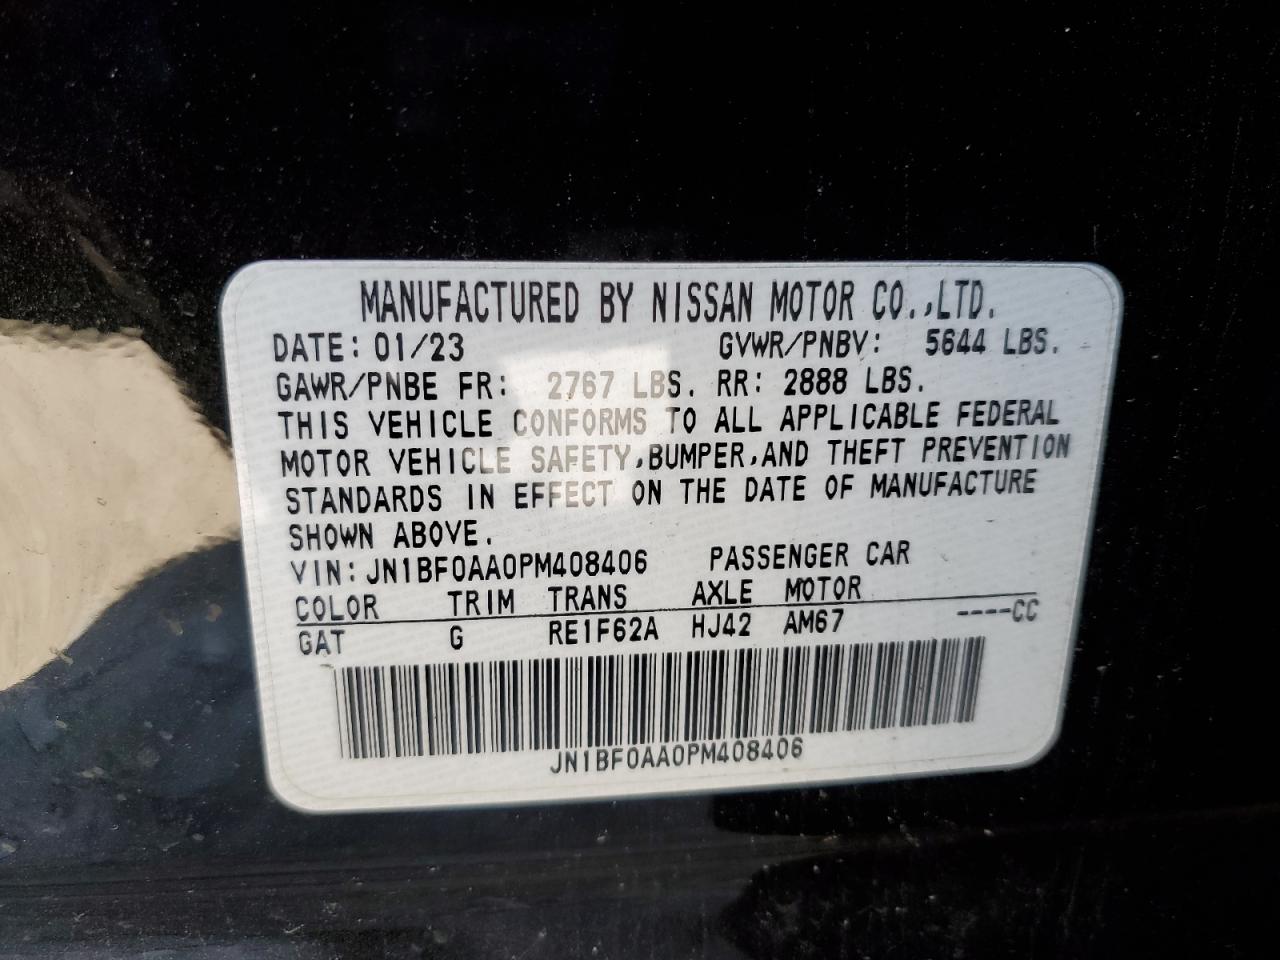 MANUFACTURED BY NISSAN MOTOR CO.,LTD.
DATE: 01/23 GVWR/PNBV: 5644 LBS.
GAWR/PNBE FR: 2767 LBS. RR: 2888 LBS.
THIS VEHICLE CONFORMS TO ALL APPLICABLE FEDERAL
MOTOR VEHICLE SAFETY,BUMPER,AND THEFT PREVENTION
STANDARDS IN EFFECT ON THE DATE OF MANUFACTURE
SHOWN ABOVE.
VIN: JN1BF0AA0PM408406 PASSENGER CAR
COLOR TRIM TRANS AXLE MOTOR
GAT G RE1F62A HJ42 AM67 ----CC
JN1BF0AA0PM408406